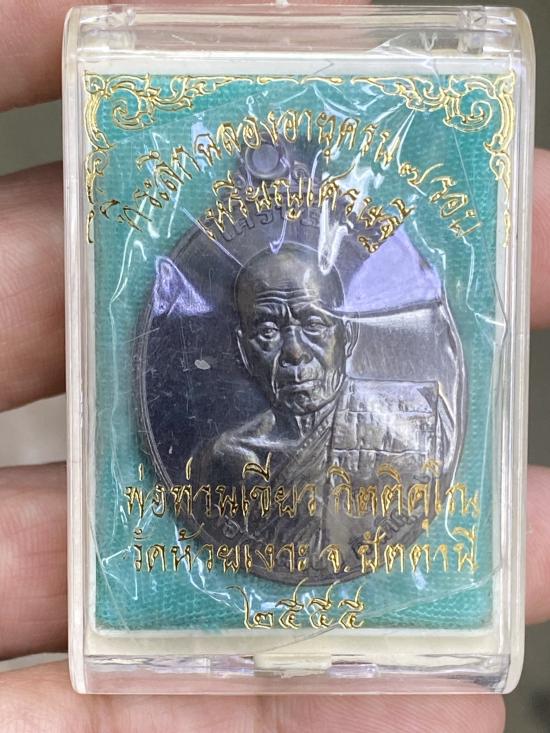 ที่ระลึกฉลองอายุครบ ๗ รอบ
เหรียญเศรษฐี
พ่อท่านเขียว กิตติคุโณ
วัดห้วยเงาะ จ.ปัตตานี
๒๕๕๕